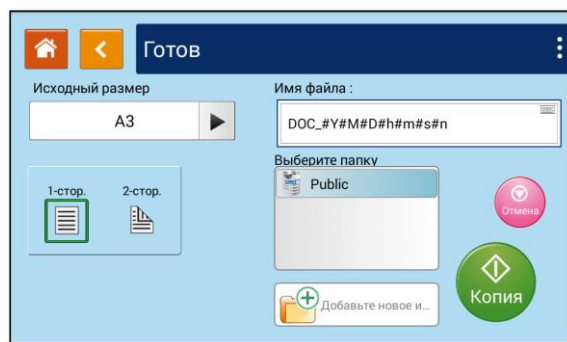 Готов
Исходный размер
A3
Имя файла :
DOC_#Y#M#D#h#m#s#n
1-стор.
2-стор.
Выберите папку
Public
Отмена
Добавьте новое и...
Копия